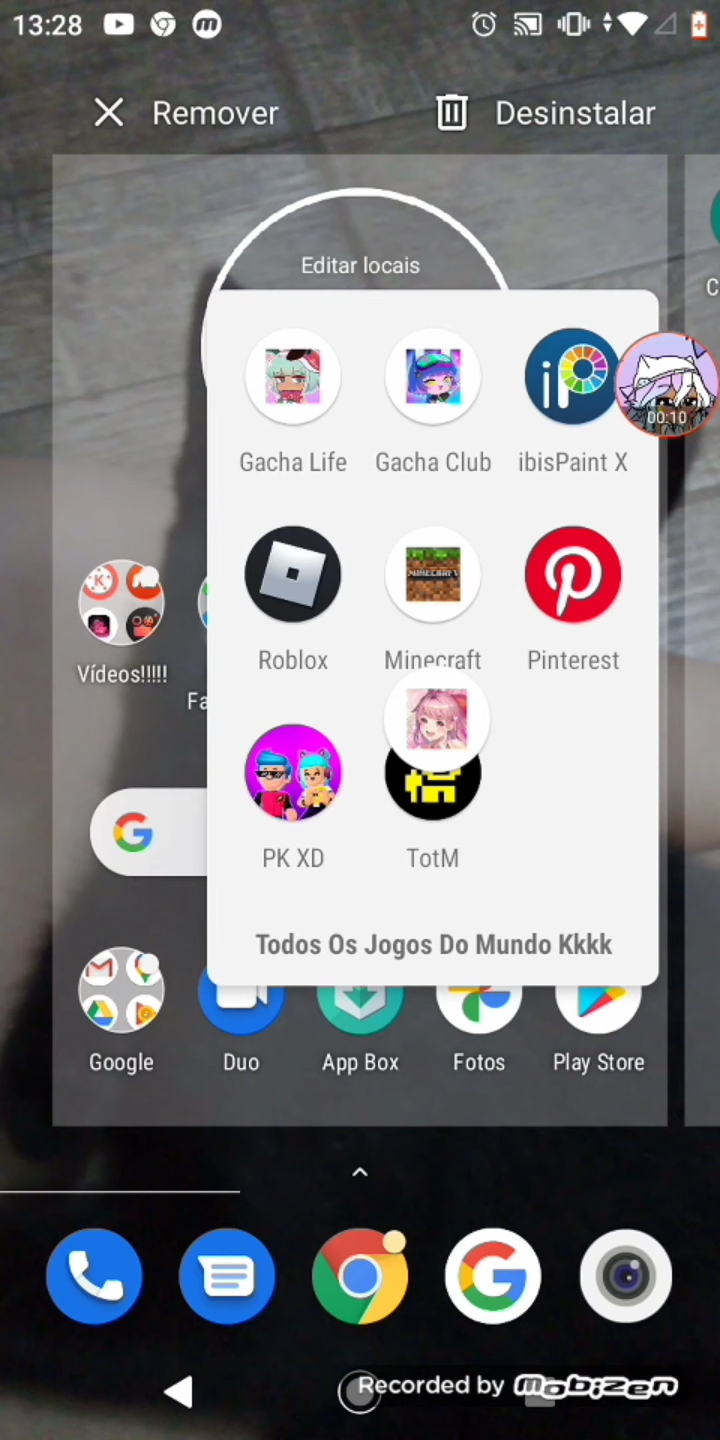 13:28
Remover
Desinstalar
Editar locais
C
00:10
Gacha Life
Gacha Club
ibisPaint X
Roblox
Minecraft
Pinterest
Vídeos!!!!!
Fa
PK XD
TotM
Todos Os Jogos Do Mundo Kkkk
Google
Duo
App Box
Fotos
Play Store
Recorded by mobizen